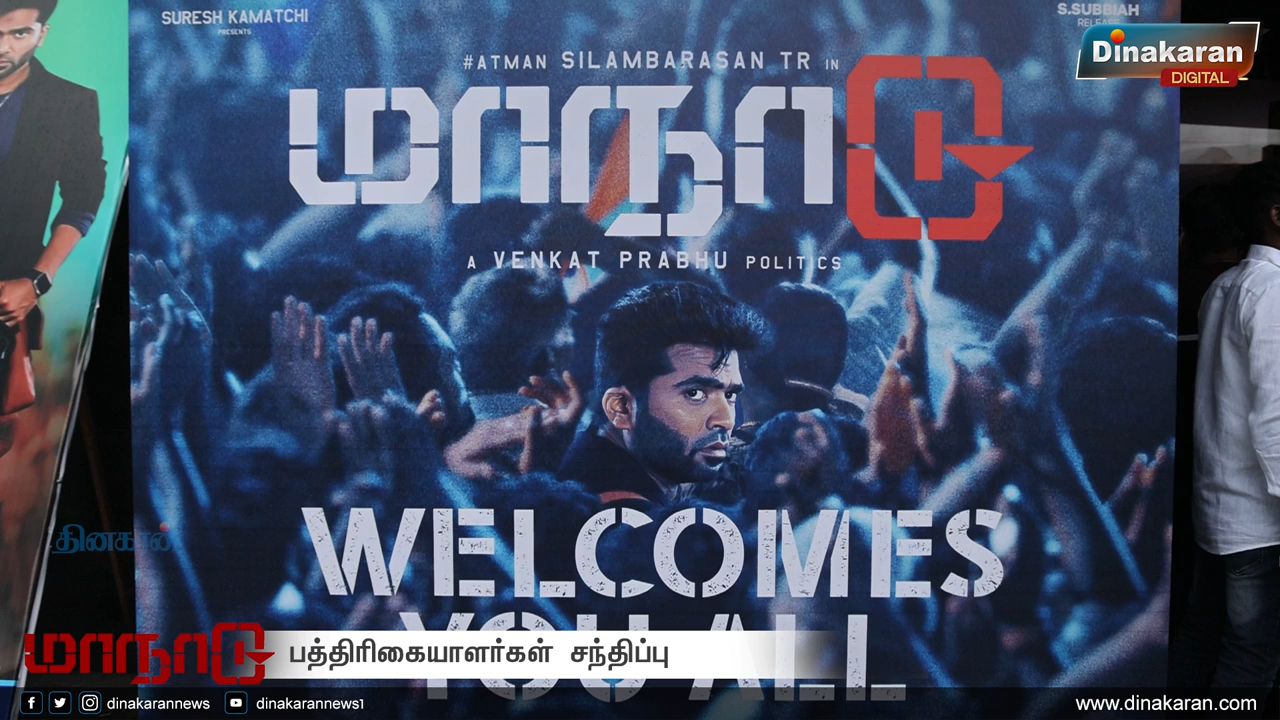 SURESH KAMATCHI
PRESENTS
S.SUBBIAH
RELEASE
Dinakaran
DIGITAL
#ATMAN SILAMBARASAN TR IN
மாநாடு
A VENKAT PRABHU POLITICS
WELCOMES
YOU ALL
தினகரன்
மாநாடு
பத்திரிகையாளர்கள் சந்திப்பு
dinakarannews
dinakarannews1
www.dinakaran.com